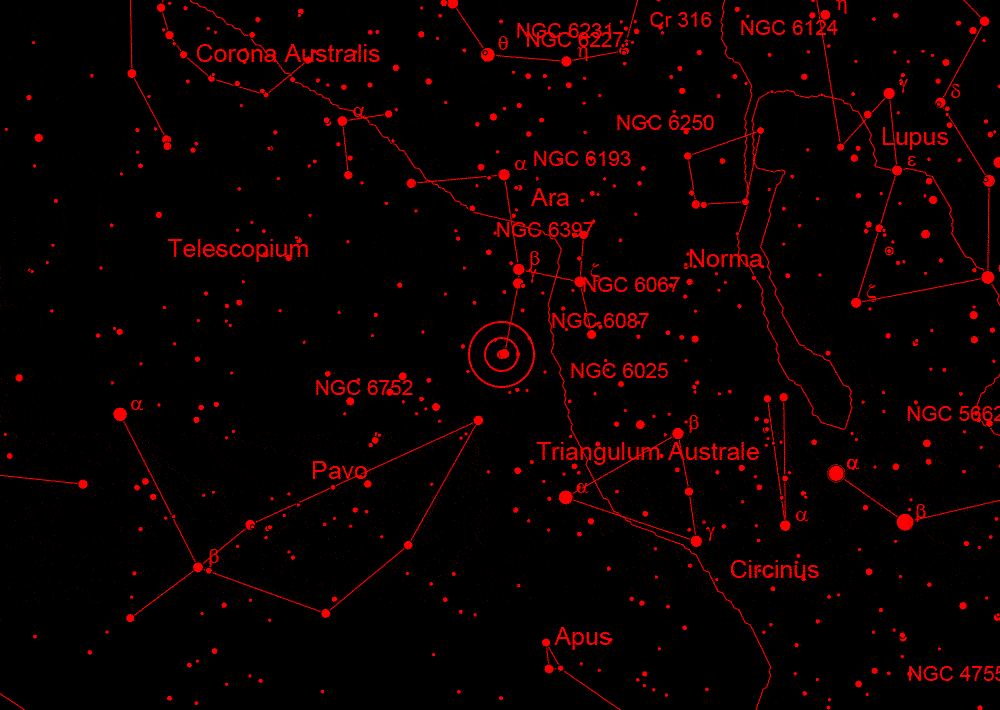 η
NGC 6231
Cr 316
NGC 6124
θ
NGC 6227
η
Corona Australis
γ
δ
α
NGC 6250
Lupus
α
NGC 6193
ε
Ara
NGC 6397
Telescopium
β
Norma
γ
ζ
NGC 6067
ζ
NGC 6087
NGC 6025
NGC 6752
α
NGC 5662
β
Triangulum Australe
Pavo
α
α
β
α
γ
β
Circinus
Apus
NGC 4755